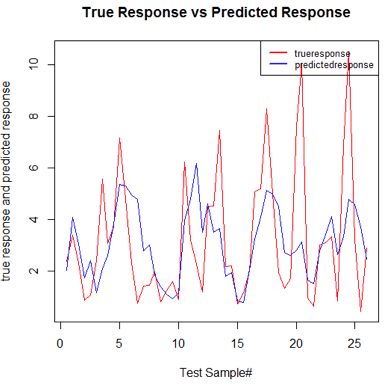 True Response vs Predicted Response
trueresponse
predictedresponse
true response and predicted response
10
8
6
4
2
0
5
10
15
20
25
Test Sample#